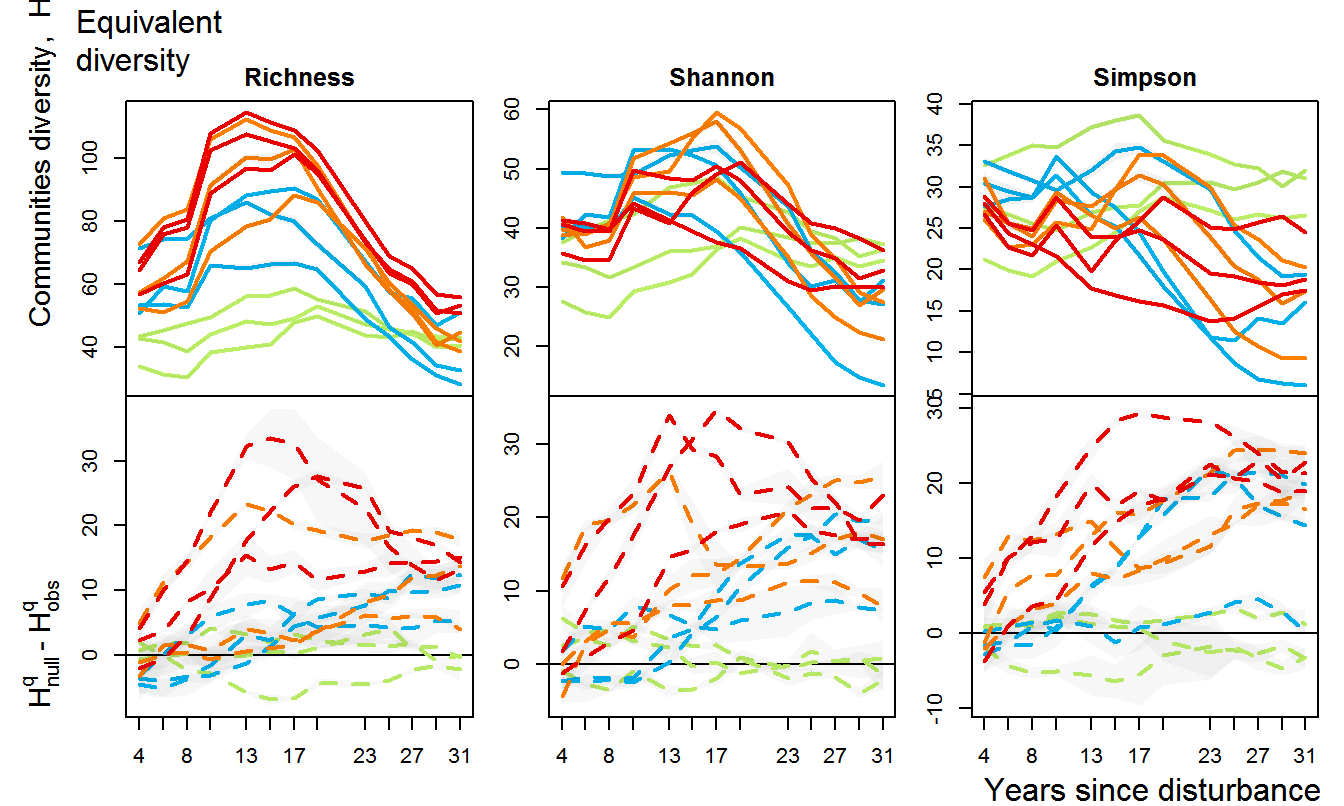 Equivalent
diversity
Communities diversity, H
Richness
Shannon
Simpson
40 60 80 100
20 30 40 50 60
5 10 15 20 25 30 35 40
H^q_null - H^q_obs
0 10 20 30
0 10 20 30
-10 0 10 20 30
4 8 13 17 23 27 31
4 8 13 17 23 27 31
4 8 13 17 23 27 31
Years since disturbance